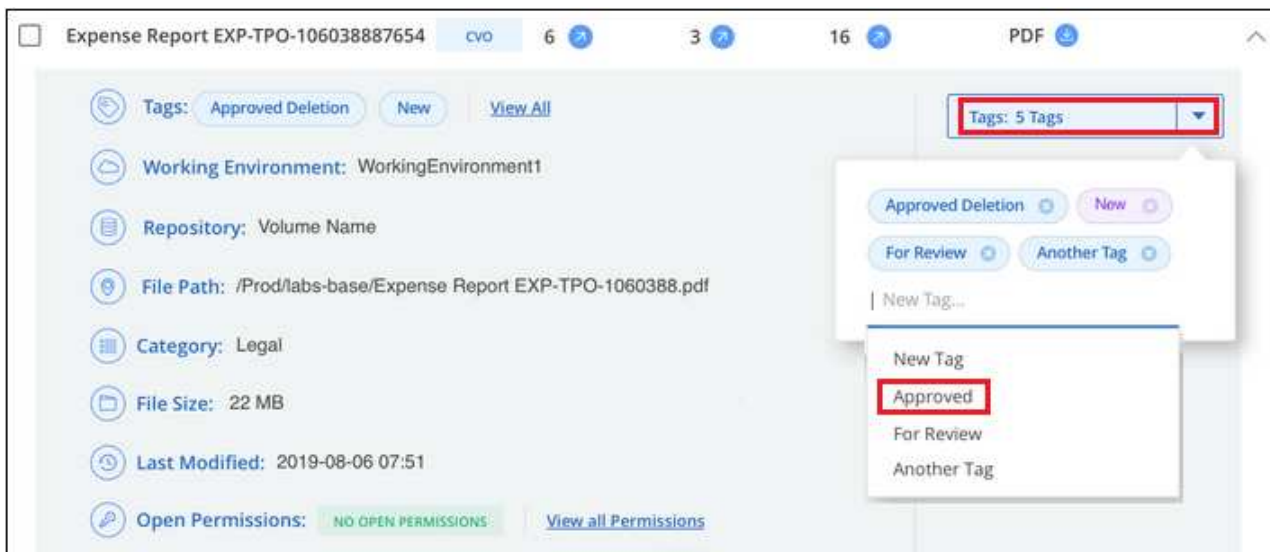 Expense Report EXP-TPO-106038887654 CVO 6 3 16 PDF
Tags: Approved Deletion New View All
Working Environment: WorkingEnvironment1
Repository: Volume Name
File Path: /Prod/labs-base/Expense Report EXP-TPO-1060388.pdf
Category: Legal
File Size: 22 MB
Last Modified: 2019-08-06 07:51
Open Permissions: NO OPEN PERMISSIONS View all Permissions
Tags: 5 Tags
Approved Deletion New
For Review Another Tag
New Tag...
New Tag
Approved
For Review
Another Tag